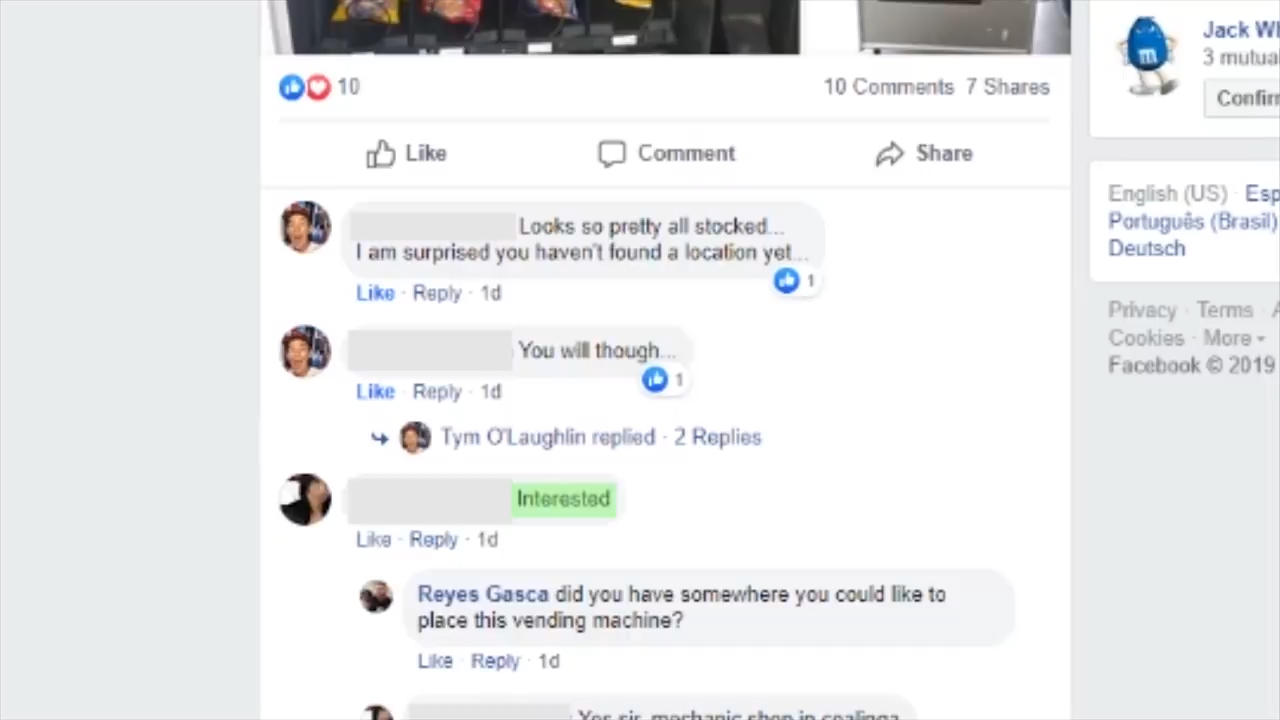 10
10 Comments 7 Shares
Like Comment Share
Looks so pretty all stocked...
I am surprised you haven't found a location yet...
1
Like · Reply · 1d
You will though...
1
Like · Reply · 1d
Tym O'Laughlin replied · 2 Replies
Interested
Like · Reply · 1d
Reyes Gasca did you have somewhere you could like to
place this vending machine?
Like · Reply · 1d
Yes sir, mechanic shop in coalinga
Jack
3
English (US) ·
Português (Brasil)
Deutsch
Privacy · Terms ·
Cookies · More
Facebook © 2019